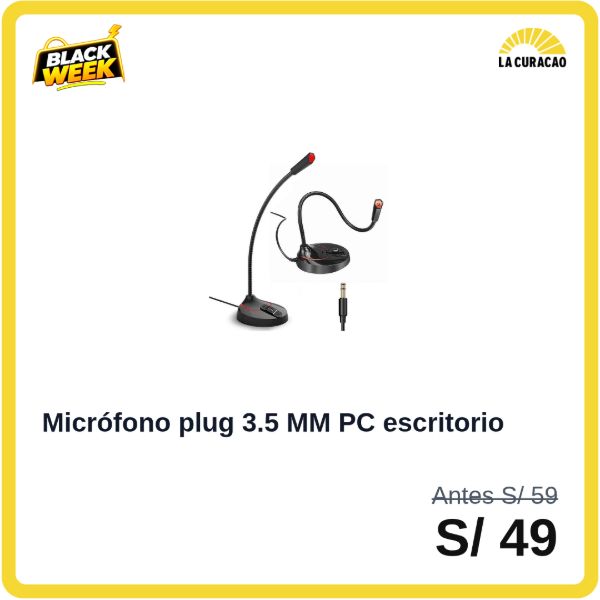 BLACK
WEEK
LA CURACAO
Micrófono plug 3.5 MM PC escritorio
Antes S/ 59
S/ 49